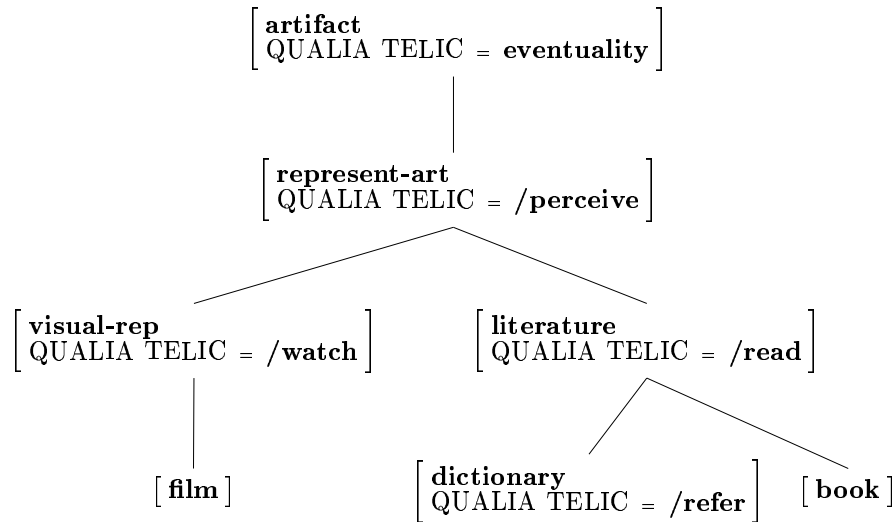 [ artifact
QUALIA TELIC = eventuality ]
[ represent-art
QUALIA TELIC = /perceive ]
[ visual-rep
QUALIA TELIC = /watch ]
[ literature
QUALIA TELIC = /read ]
[ film ]
[ dictionary
QUALIA TELIC = /refer ]
[ book ]